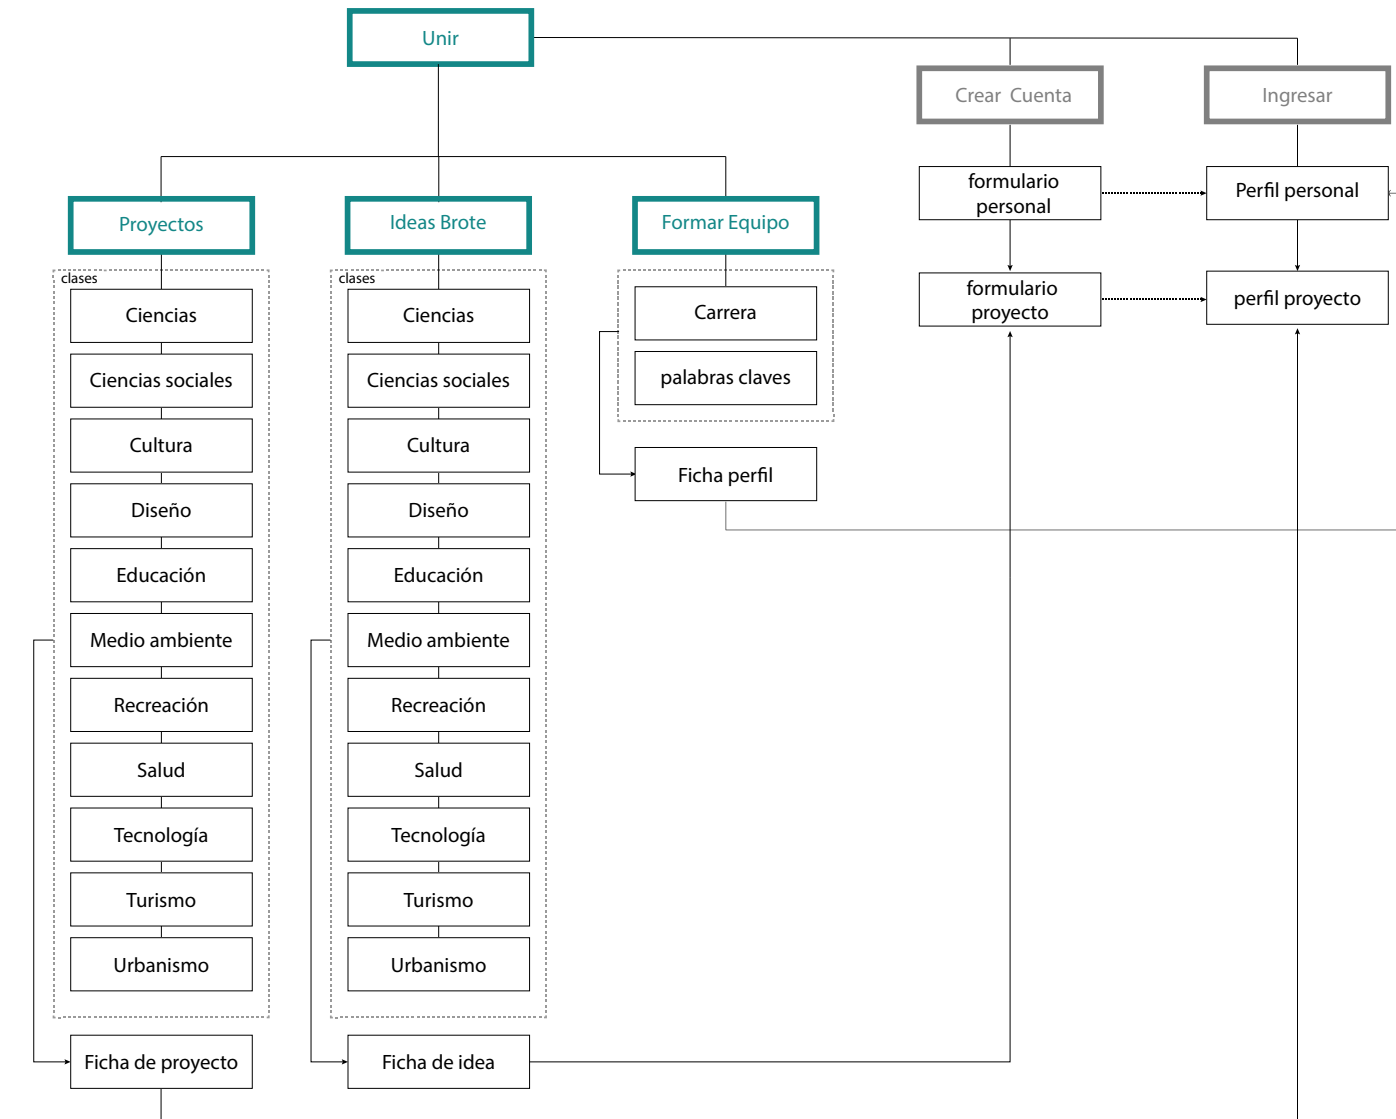 Unir
Crear Cuenta
Ingresar
formulario
personal
Perfil personal
Proyectos
Ideas Brote
Formar Equipo
clases
clases
formulario
proyecto
perfil proyecto
Ciencias
Ciencias sociales
Cultura
Diseño
Educación
Medio ambiente
Recreación
Salud
Tecnología
Turismo
Urbanismo
Ficha de proyecto
Ciencias
Ciencias sociales
Cultura
Diseño
Educación
Medio ambiente
Recreación
Salud
Tecnología
Turismo
Urbanismo
Ficha de idea
Carrera
palabras claves
Ficha perfil